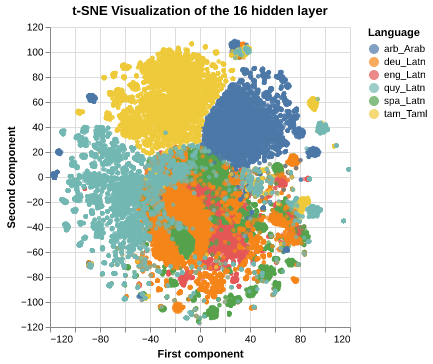 t-SNE Visualization of the 16 hidden layer
Language
arb_Arab
deu_Latn
eng_Latn
quy_Latn
spa_Latn
tam_Taml
Second component
120
100
80
60
40
20
0
−20
−40
−60
−80
−100
−120
−120 −80 −40 0 40 80 120
First component